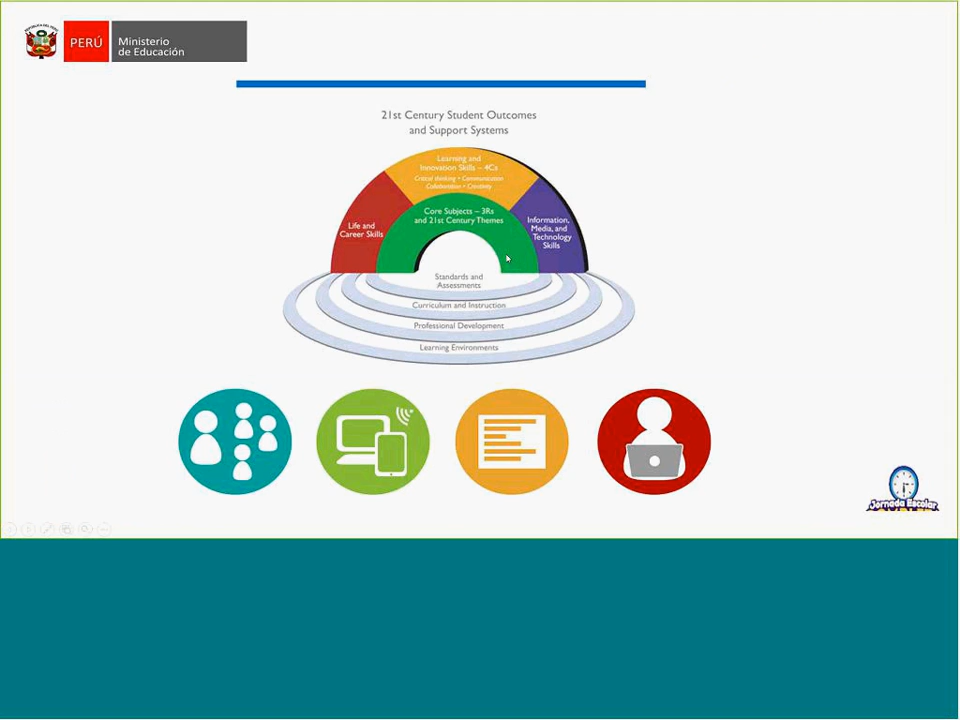 PERÚ
Ministerio
de Educación
21st Century Student Outcomes
and Support Systems
Learning and
Innovation Skills – 4Cs
Critical thinking • Communication
Collaboration • Creativity
Core Subjects – 3Rs
and 21st Century Themes
Life and
Career Skills
Information,
Media, and
Technology
Skills
Standards and
Assessments
Curriculum and Instruction
Professional Development
Learning Environments
Jornada Escolar